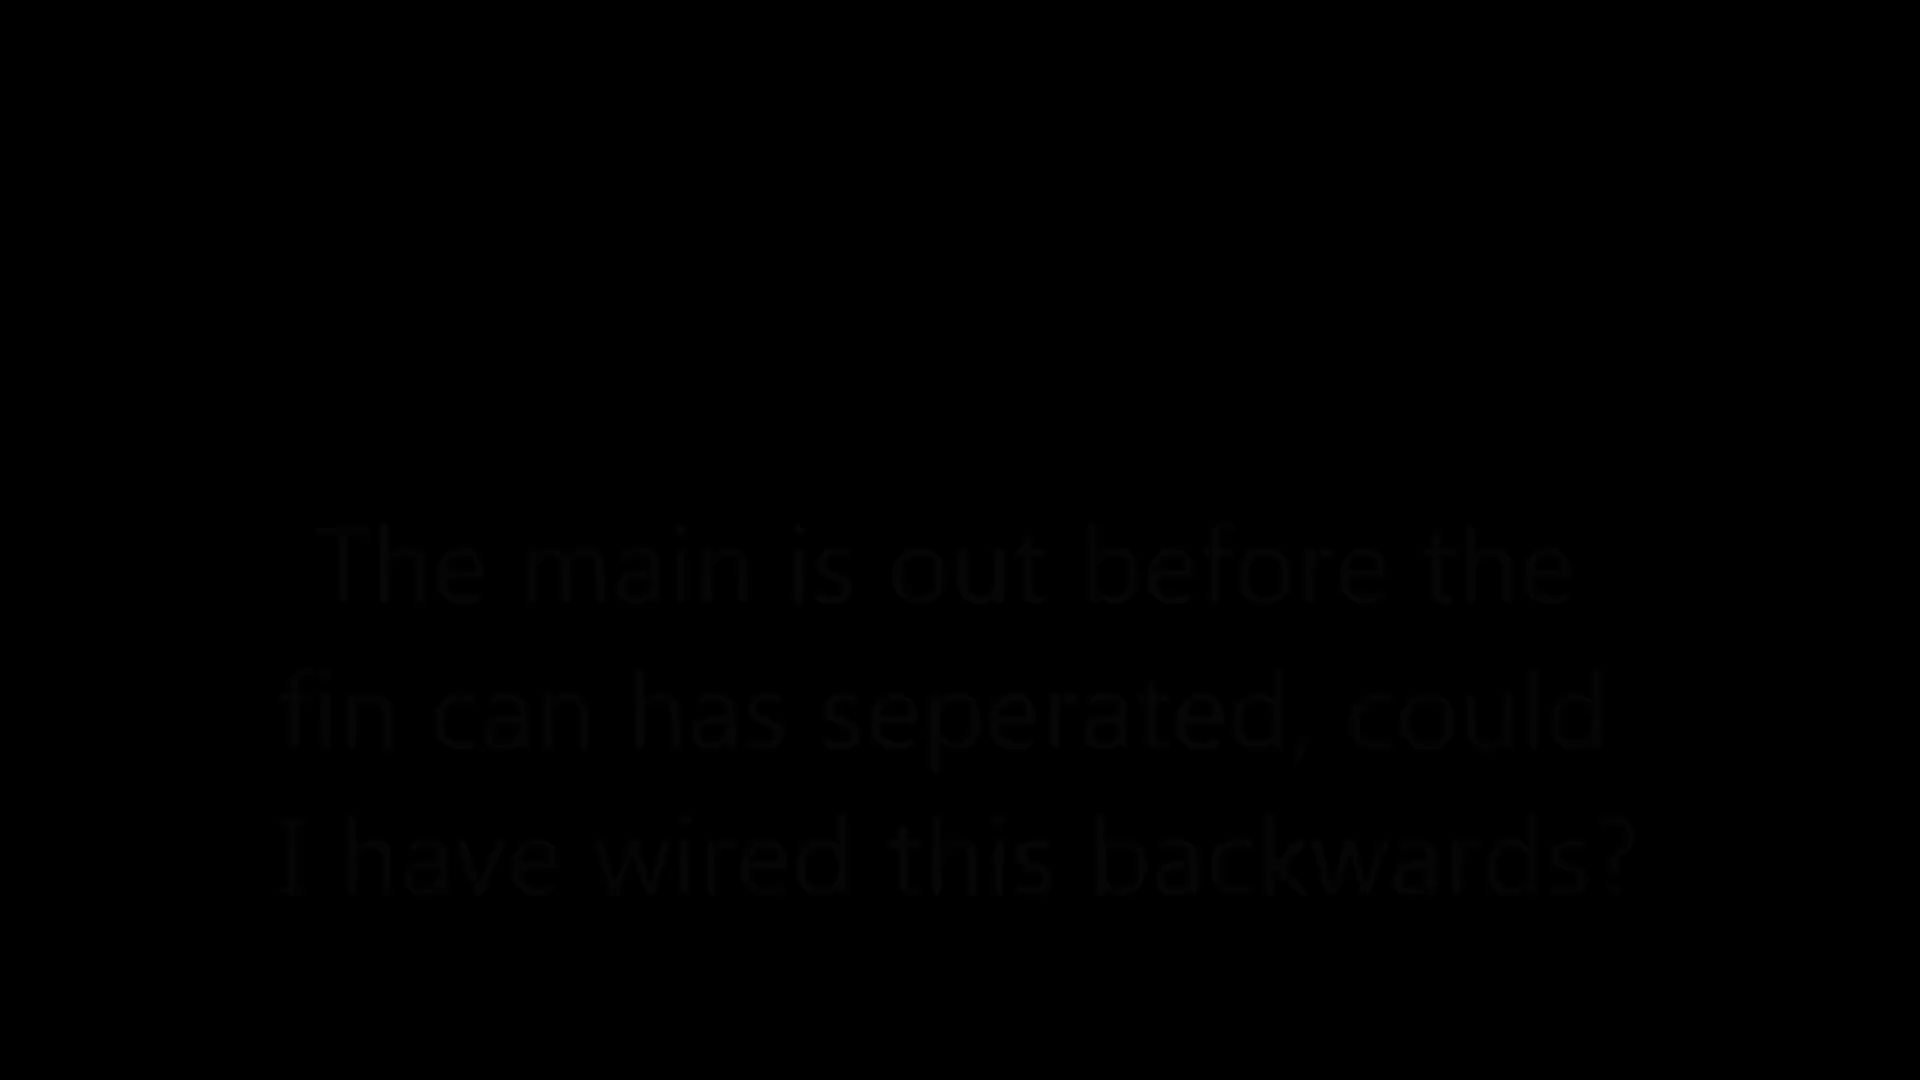 The main is out before the
fin can has seperated, could
I have wired this backwards?